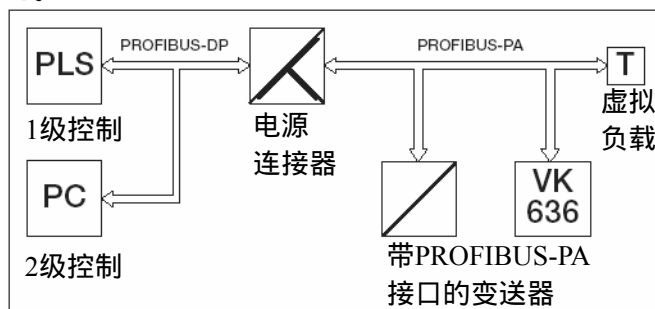 PROFIBUS-DP
PROFIBUS-PA
PLS
T
1级控制
电源
连接器
虚拟
负载
PC
VK
636
2级控制
带PROFIBUS-PA
接口的变送器